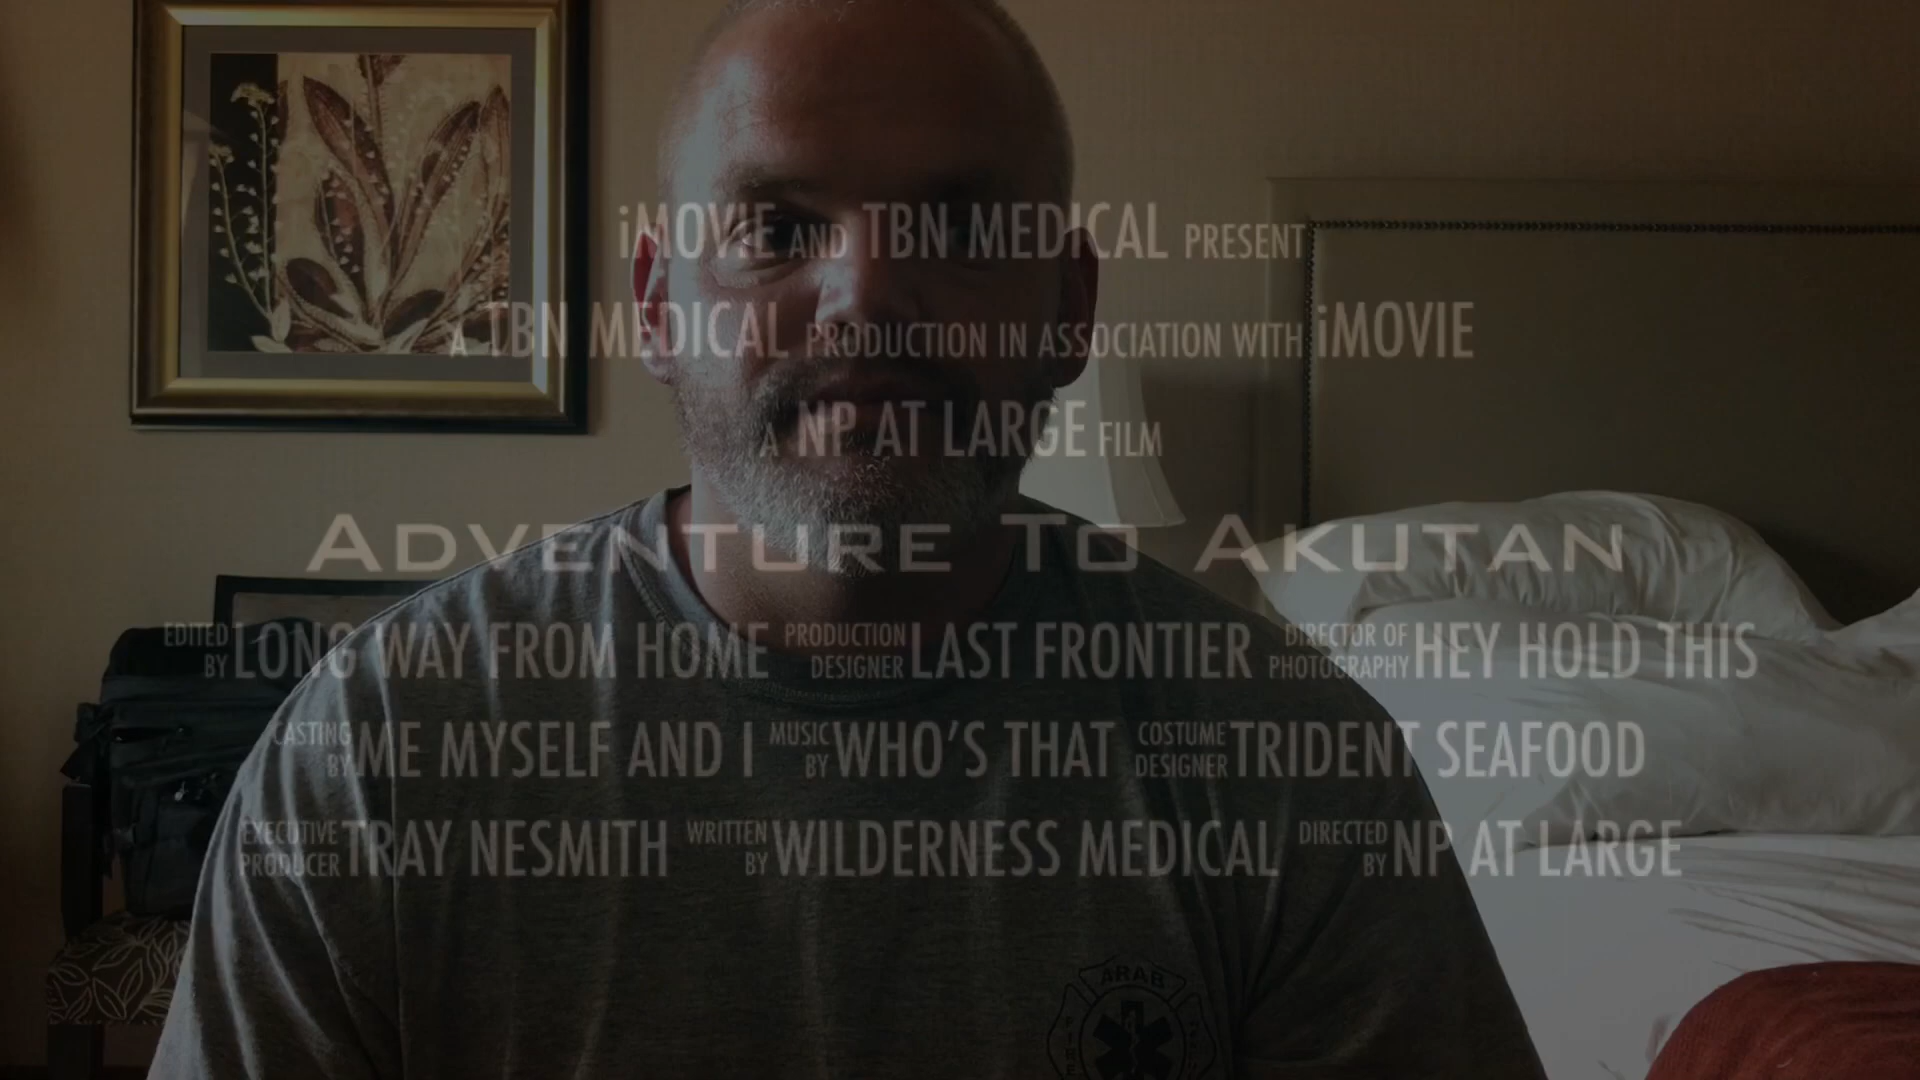 iMOVIE AND TBN MEDICAL PRESENT
A TBN MEDICAL PRODUCTION IN ASSOCIATION WITH iMOVIE
A NP AT LARGE FILM
ADVENTURE TO AKUTAN
EDITED BY LONG WAY FROM HOME PRODUCTION DESIGNER LAST FRONTIER DIRECTOR OF PHOTOGRAPHY HEY HOLD THIS
CASTING BY ME MYSELF AND I MUSIC BY WHO'S THAT COSTUME DESIGNER TRIDENT SEAFOOD
EXECUTIVE PRODUCER TRAY NESMITH WRITTEN BY WILDERNESS MEDICAL DIRECTED BY NP AT LARGE
ARAB
FIRE